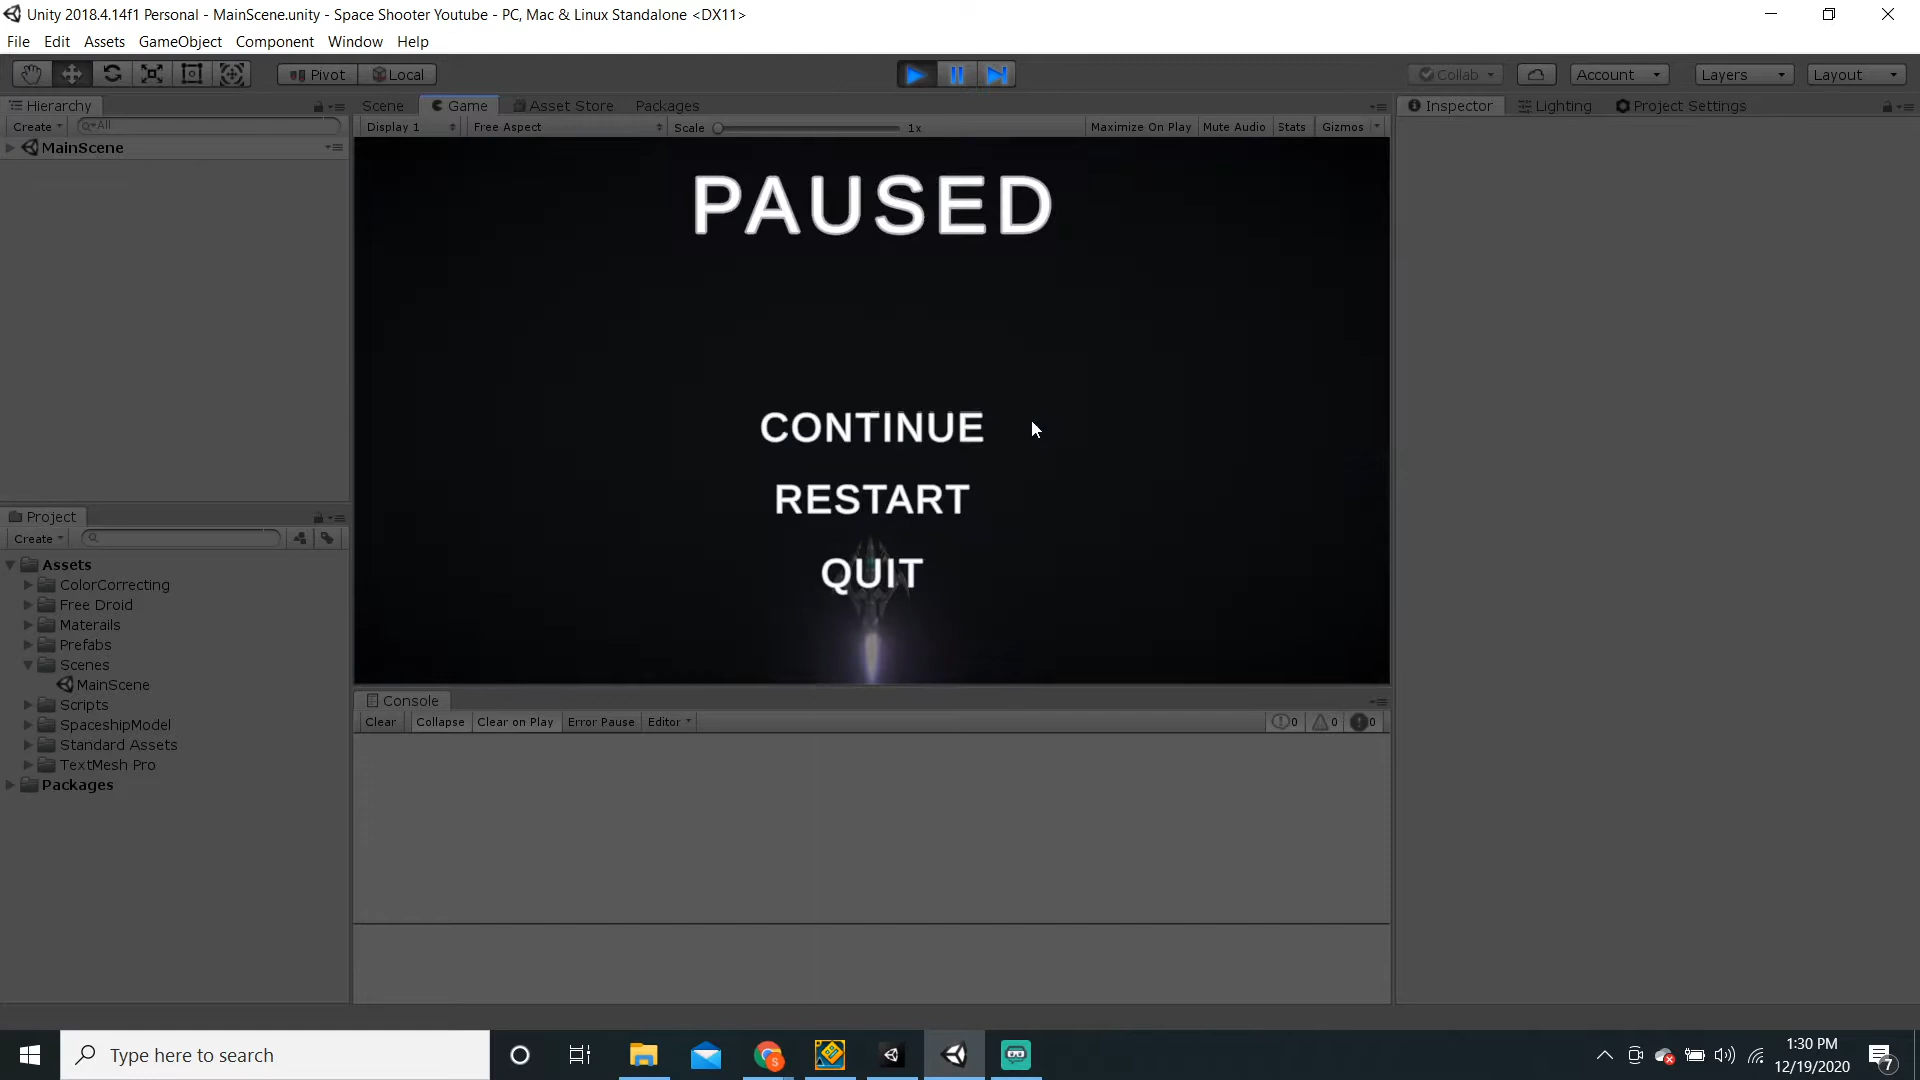 Unity 2018.4.14f1 Personal - MainScene.unity - Space Shooter Youtube - PC, Mac & Linux Standalone <DX11>
File Edit Assets GameObject Component Window Help
Pivot Local Collab Account Layers Layout
Hierarchy Scene Game Asset Store Packages Inspector Lighting Project Settings
Create All Display 1 Free Aspect Scale 1x Maximize On Play Mute Audio Stats Gizmos
MainScene
PAUSED
CONTINUE
RESTART
QUIT
Project
Create
Assets
ColorCorrecting
Free Droid
Materails
Prefabs
Scenes
MainScene
Scripts
SpaceshipModel
Standard Assets
TextMesh Pro
Packages
Console
Clear Collapse Clear on Play Error Pause Editor 0 0 0
Type here to search
S
1:30 PM
12/19/2020
7